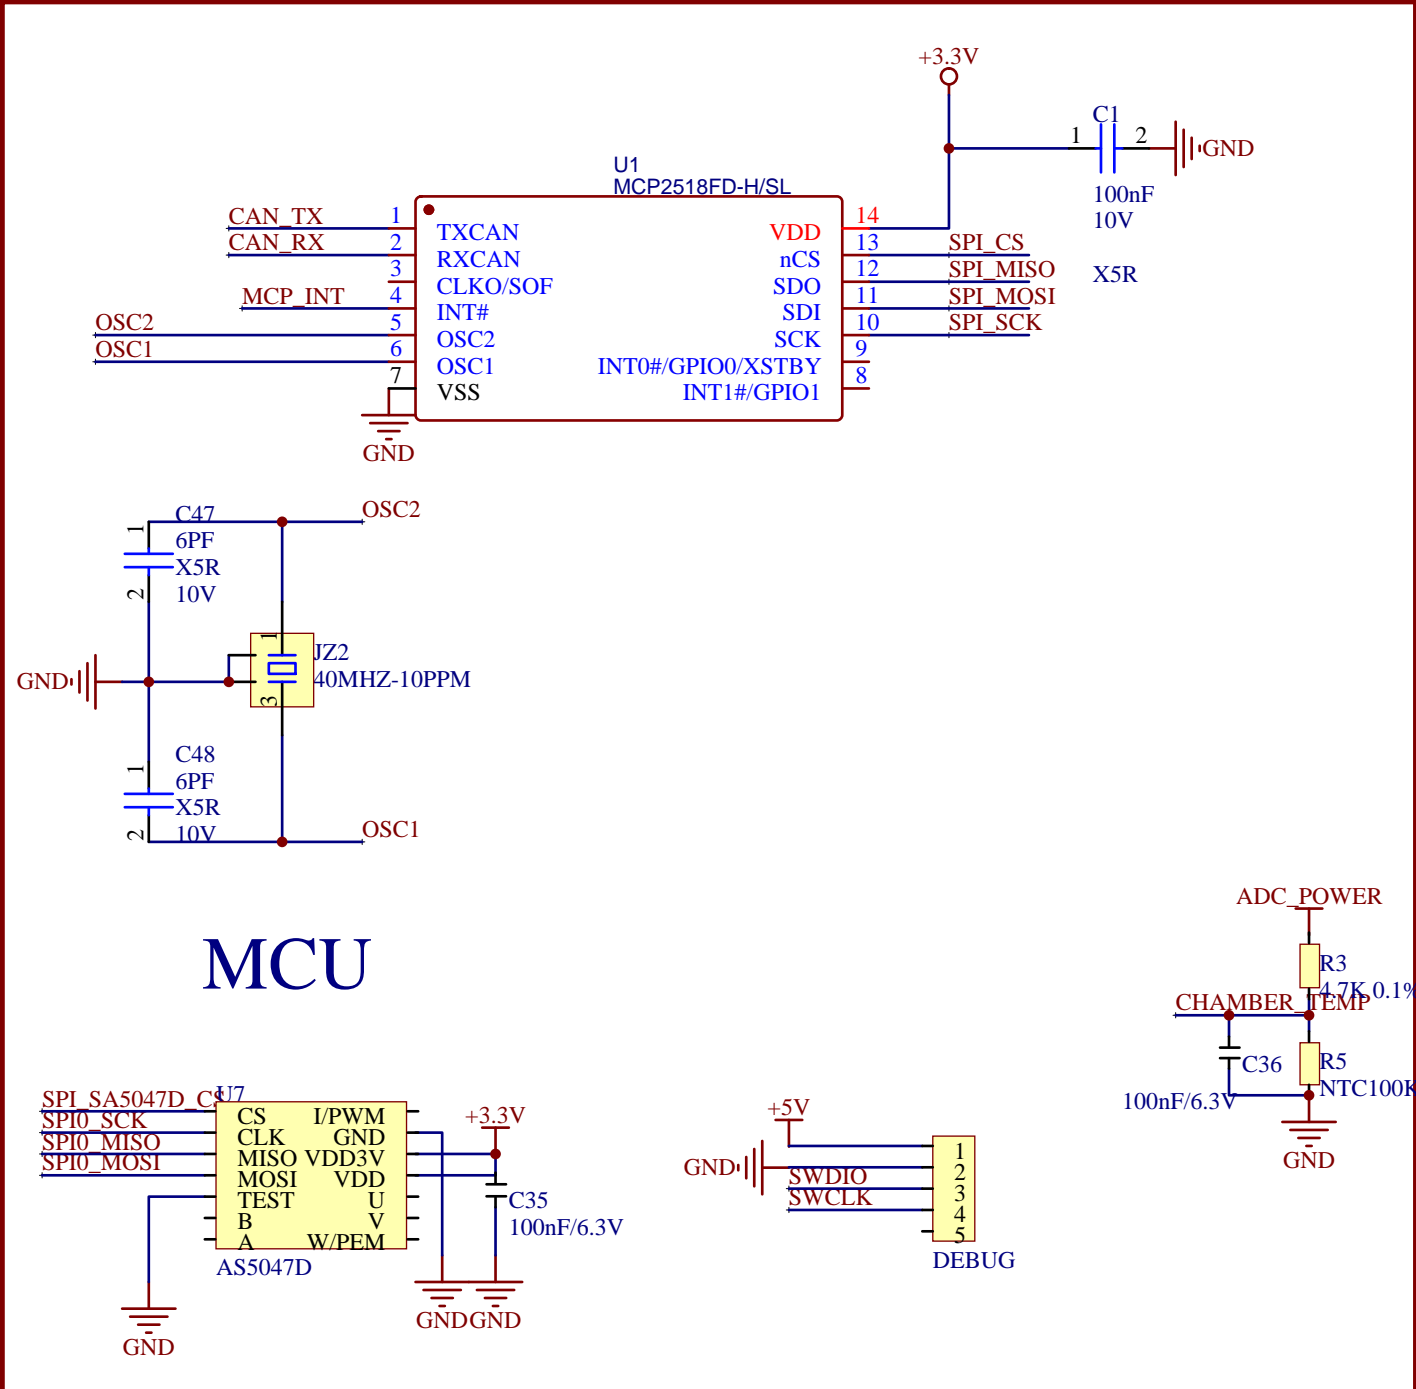 +3.3V
C1
1
2
GND
100nF
10V
X5R
U1
MCP2518FD-H/SL
CAN_TX
1
TXCAN
CAN_RX
2
RXCAN
3
CLKO/SOF
MCP_INT
4
INT#
OSC2
5
OSC2
OSC1
6
OSC1
7
VSS
GND
VDD
14
nCS
13
SPI_CS
SDO
12
SPI_MISO
SDI
11
SPI_MOSI
SCK
10
SPI_SCK
INT0#/GPIO0/XSTBY
9
INT1#/GPIO1
8
OSC2
1
C47
6PF
X5R
10V
2
GND
1
JZ2
40MHZ-10PPM
3
1
C48
6PF
X5R
10V
2
OSC1
MCU
ADC_POWER
R3
4.7K 0.1%
CHAMBER_TEMP
C36
100nF/6.3V
R5
NTC100K
GND
U7
SPI_SA5047D_CS
SPI0_SCK
SPI0_MISO
SPI0_MOSI
CS
CLK
MISO
MOSI
TEST
B
A
I/PWM
GND
VDD3V
VDD
U
V
W/PEM
AS5047D
GND
+3.3V
C35
100nF/6.3V
GND
GND
+5V
GND
SWDIO
SWCLK
1
2
3
4
5
DEBUG